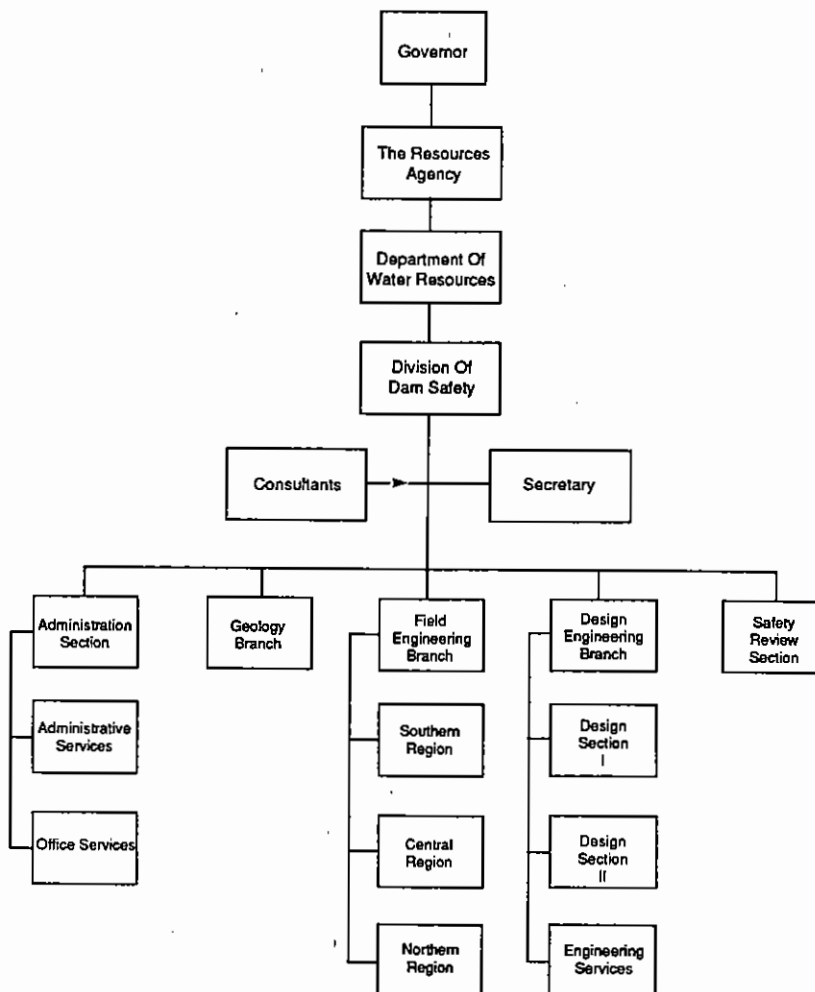 Governor
The Resources
Agency
Department Of
Water Resources
Division Of
Dam Safety
Consultants
Secretary
Administration
Section
Geology
Branch
Field
Engineering
Branch
Design
Engineering
Branch
Safety
Review
Section
Administrative
Services
Southern
Region
Design
Section
I
Office Services
Central
Region
Design
Section
II
Northern
Region
Engineering
Services